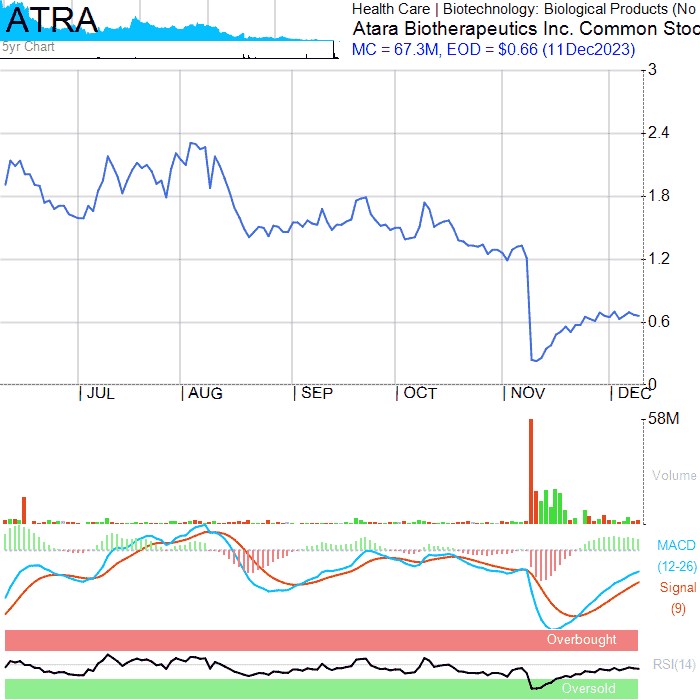 ATRA
5yr Chart
Health Care | Biotechnology: Biological Products (No
Atara Biotherapeutics Inc. Common Stoc
MC = 67.3M, EOD = $0.66 (11Dec2023)
3
2.4
1.8
1.2
0.6
0
| JUL | AUG | SEP | OCT | NOV | DEC
58M
Volume
MACD
(12-26)
Signal
(9)
Overbought
RSI(14)
Oversold